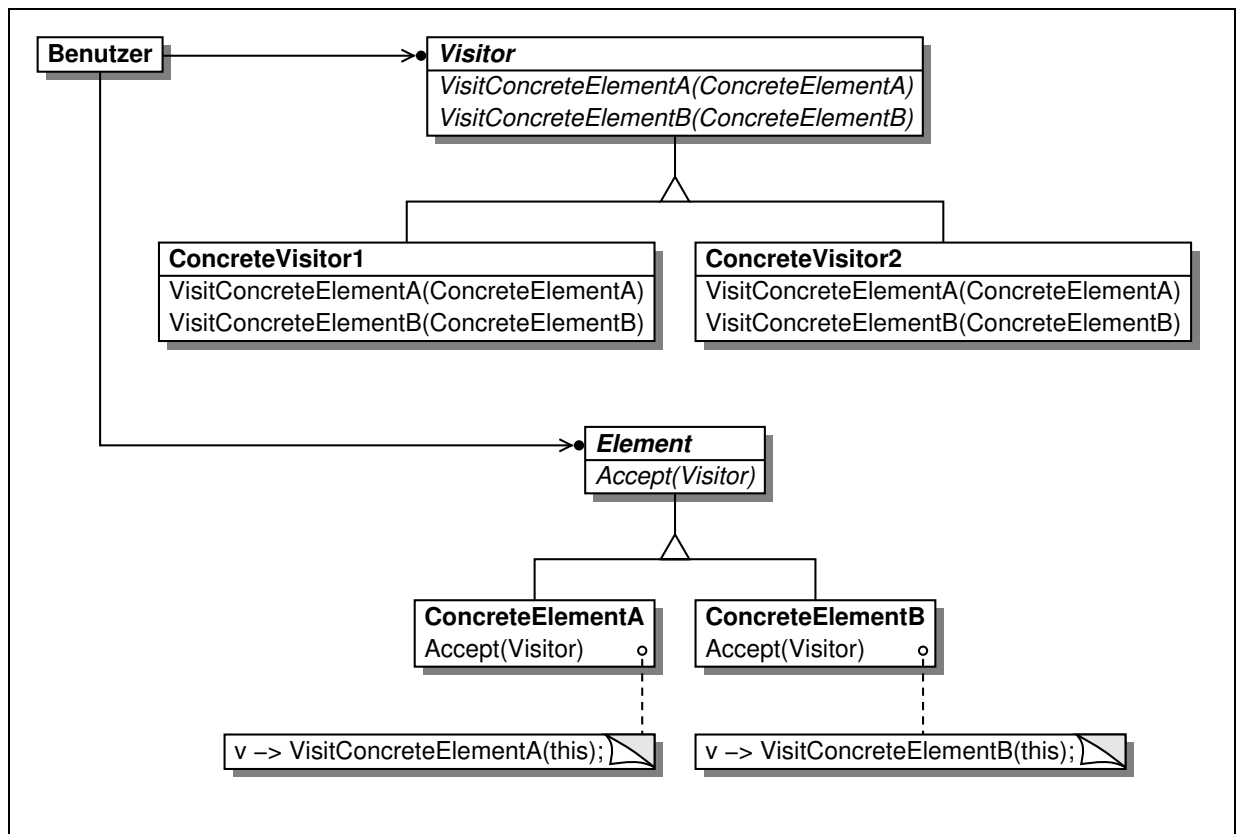 Benutzer
Visitor
VisitConcreteElementA(ConcreteElementA)
VisitConcreteElementB(ConcreteElementB)
ConcreteVisitor1
VisitConcreteElementA(ConcreteElementA)
VisitConcreteElementB(ConcreteElementB)
ConcreteVisitor2
VisitConcreteElementA(ConcreteElementA)
VisitConcreteElementB(ConcreteElementB)
Element
Accept(Visitor)
ConcreteElementA
Accept(Visitor)
ConcreteElementB
Accept(Visitor)
v −> VisitConcreteElementA(this);
v −> VisitConcreteElementB(this);